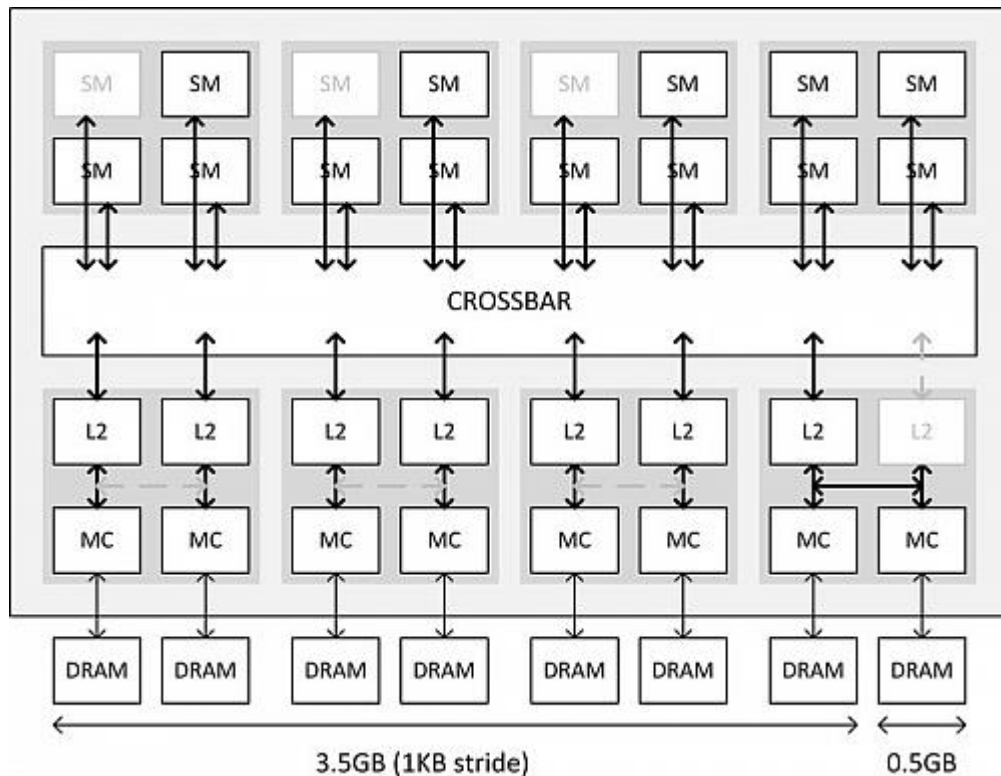 SM SM SM SM SM SM SM SM
SM SM SM SM SM SM SM SM
CROSSBAR
L2 L2 L2 L2 L2 L2 L2 L2
MC MC MC MC MC MC MC MC
DRAM DRAM DRAM DRAM DRAM DRAM DRAM DRAM
3.5GB (1KB stride) 0.5GB